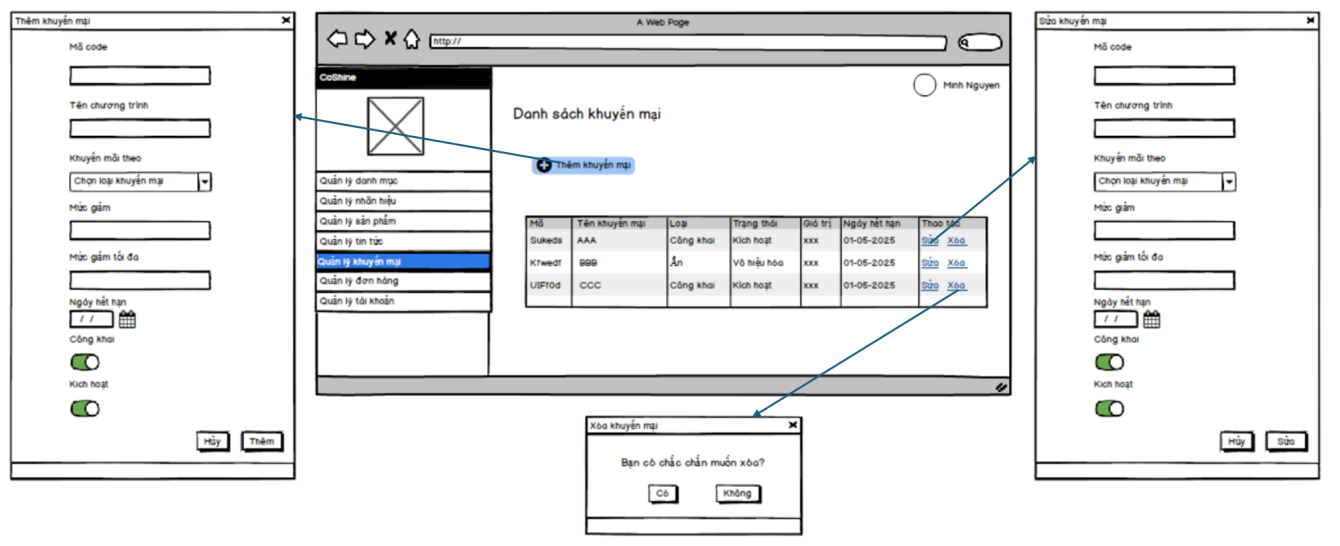 Thêm khuyến mại
Mã code
Tên chương trình
Khuyến mãi theo
Chọn loại khuyến mại
Mức giảm
Mức giảm tối đa
Ngày hết hạn
/ /
Công khai
Kích hoạt
Hủy Thêm
A Web Page
http://
CoShine
Minh Nguyen
Quản lý danh mục
Quản lý nhãn hiệu
Quản lý sản phẩm
Quản lý tin tức
Quản lý khuyến mại
Quản lý đơn hàng
Quản lý tài khoản
Danh sách khuyến mại
Thêm khuyến mại
Mã Tên khuyến mại Loại Trạng thái Giá trị Ngày hết hạn Thao tác
Sukeds AAA Công khai Kích hoạt xxx 01-05-2025 Sửa Xóa
Kfwedf BBB Ẩn Vô hiệu hóa xxx 01-05-2025 Sửa Xóa
UIFf0d CCC Công khai Kích hoạt xxx 01-05-2025 Sửa Xóa
Xóa khuyến mại
Bạn có chắc chắn muốn xóa?
Có Không
Sửa khuyến mại
Mã code
Tên chương trình
Khuyến mãi theo
Chọn loại khuyến mại
Mức giảm
Mức giảm tối đa
Ngày hết hạn
/ /
Công khai
Kích hoạt
Hủy Sửa